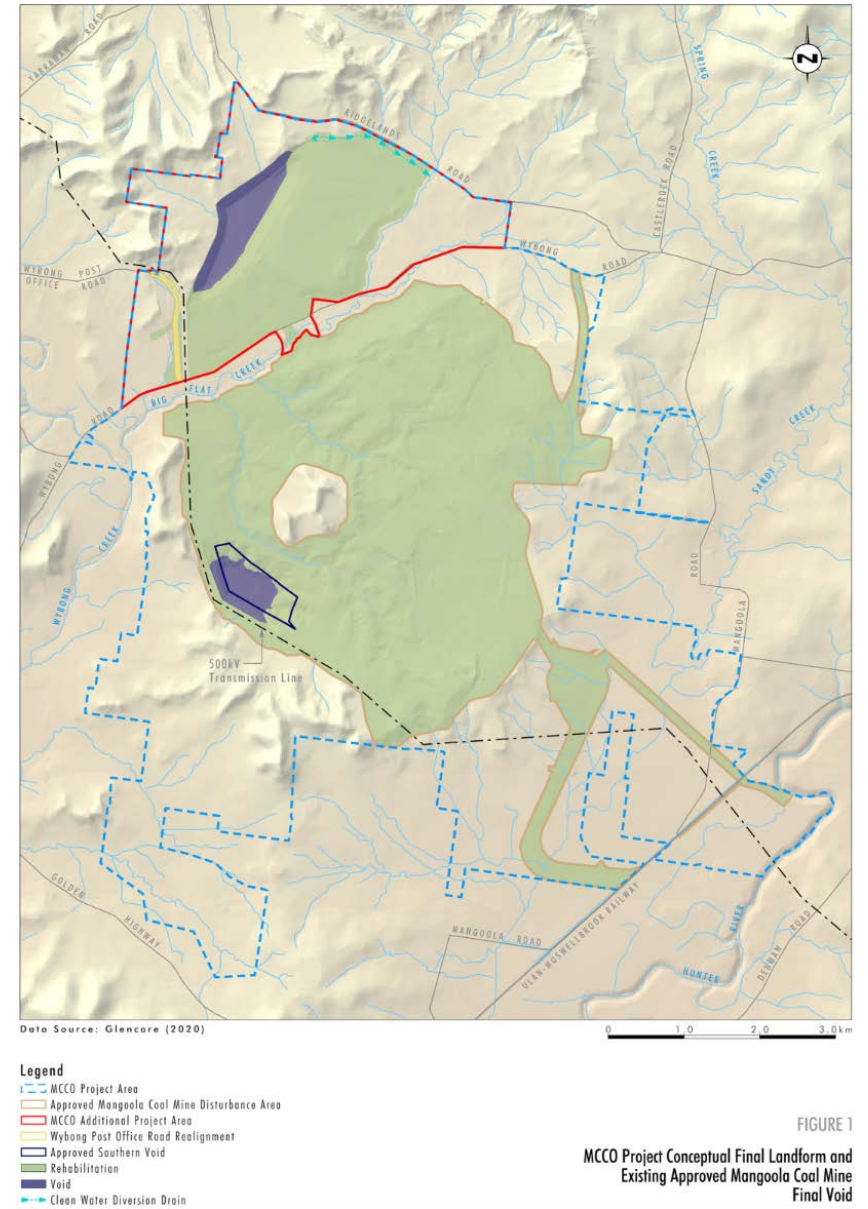 YARRAMAN ROAD
RIDGELANDS
ROAD
SPRING
CREEK
CASTLEROCK ROAD
N
WYBONG
ROAD
WYBONG POST
OFFICE ROAD
BIG FLAT CREEK
ROAD
WYBONG
CREEK
WYBONG
SANDY CREEK
ROAD
MANGOOLA
500kV
Transmission Line
GOLDEN
HIGHWAY
MANGOOLA ROAD
ULAN-MUSWELLBROOK RAILWAY
HUNTER
RIVER
DENMAN ROAD
Data Source: Glencore (2020)
0 1,0 2,0 3,0km
Legend
MCCO Project Area
Approved Mangoola Coal Mine Disturbance Area
MCCO Additional Project Area
Wybong Post Office Road Realignment
Approved Southern Void
Rehabilitation
Void
Clean Water Diversion Drain
FIGURE 1
MCCO Project Conceptual Final Landform and
Existing Approved Mangoola Coal Mine
Final Void